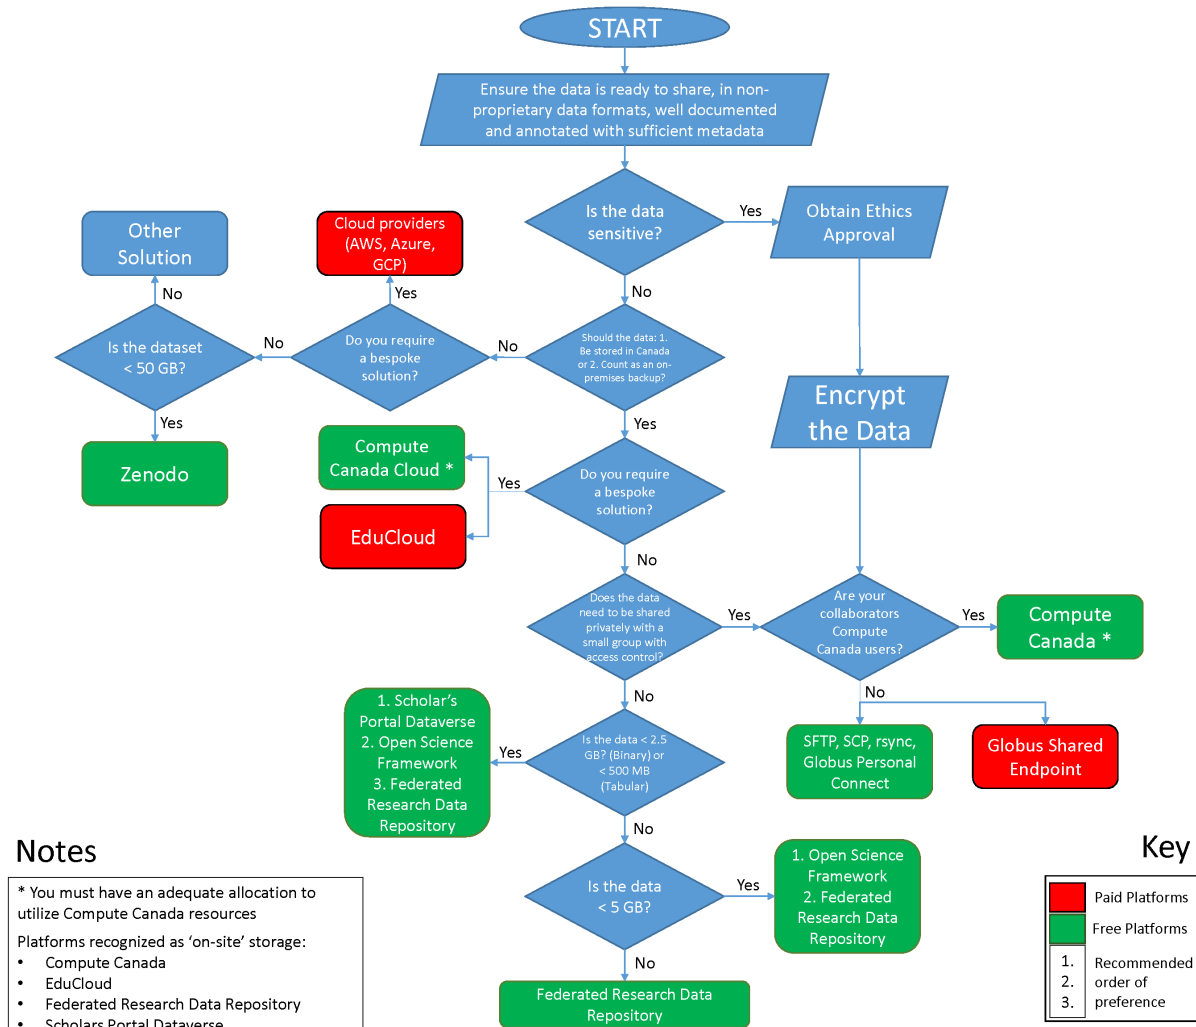 START
Ensure the data is ready to share, in non-
proprietary data formats, well documented
and annotated with sufficient metadata
Is the data
sensitive?
Yes
Obtain Ethics
Approval
No
Other
Solution
Cloud providers
(AWS, Azure,
GCP)
No
Yes
Is the dataset
< 50 GB?
No
Do you require
a bespoke
solution?
No
Should the data: 1.
Be stored in Canada
or 2. Count as an on-
premises backup?
Encrypt
the Data
Yes
Yes
Zenodo
Compute
Canada Cloud *
EduCloud
Yes
Do you require
a bespoke
solution?
No
Does the data
need to be shared
privately with a
small group with
access control?
Yes
Are your
collaborators
Compute
Canada users?
Yes
Compute
Canada *
No
No
SFTP, SCP, rsync,
Globus Personal
Connect
Globus Shared
Endpoint
1. Scholar’s
Portal Dataverse
2. Open Science
Framework
3. Federated
Research Data
Repository
Yes
Is the data < 2.5
GB? (Binary) or
< 500 MB
(Tabular)
No
Is the data
< 5 GB?
Yes
1. Open Science
Framework
2. Federated
Research Data
Repository
No
Federated Research Data
Repository
Notes
* You must have an adequate allocation to
utilize Compute Canada resources
Platforms recognized as ‘on-site’ storage:
• Compute Canada
• EduCloud
• Federated Research Data Repository
• Scholars Portal Dataverse
Key
Paid Platforms
Free Platforms
1. Recommended
2. order of
3. preference